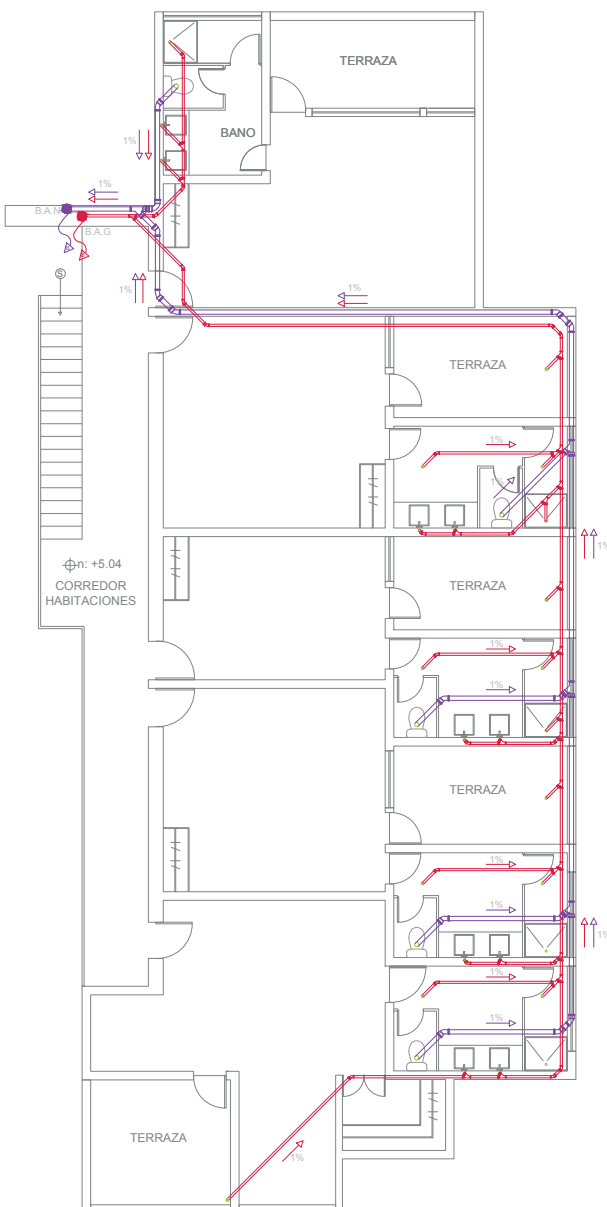 TERRAZA
BANO
1%
1%
B.A.N
B.A.G
S
1%
1%
TERRAZA
1%
1%
n: +5.04
CORREDOR
HABITACIONES
1%
TERRAZA
1%
1%
TERRAZA
1%
1%
1%
1%
1%
TERRAZA
1%